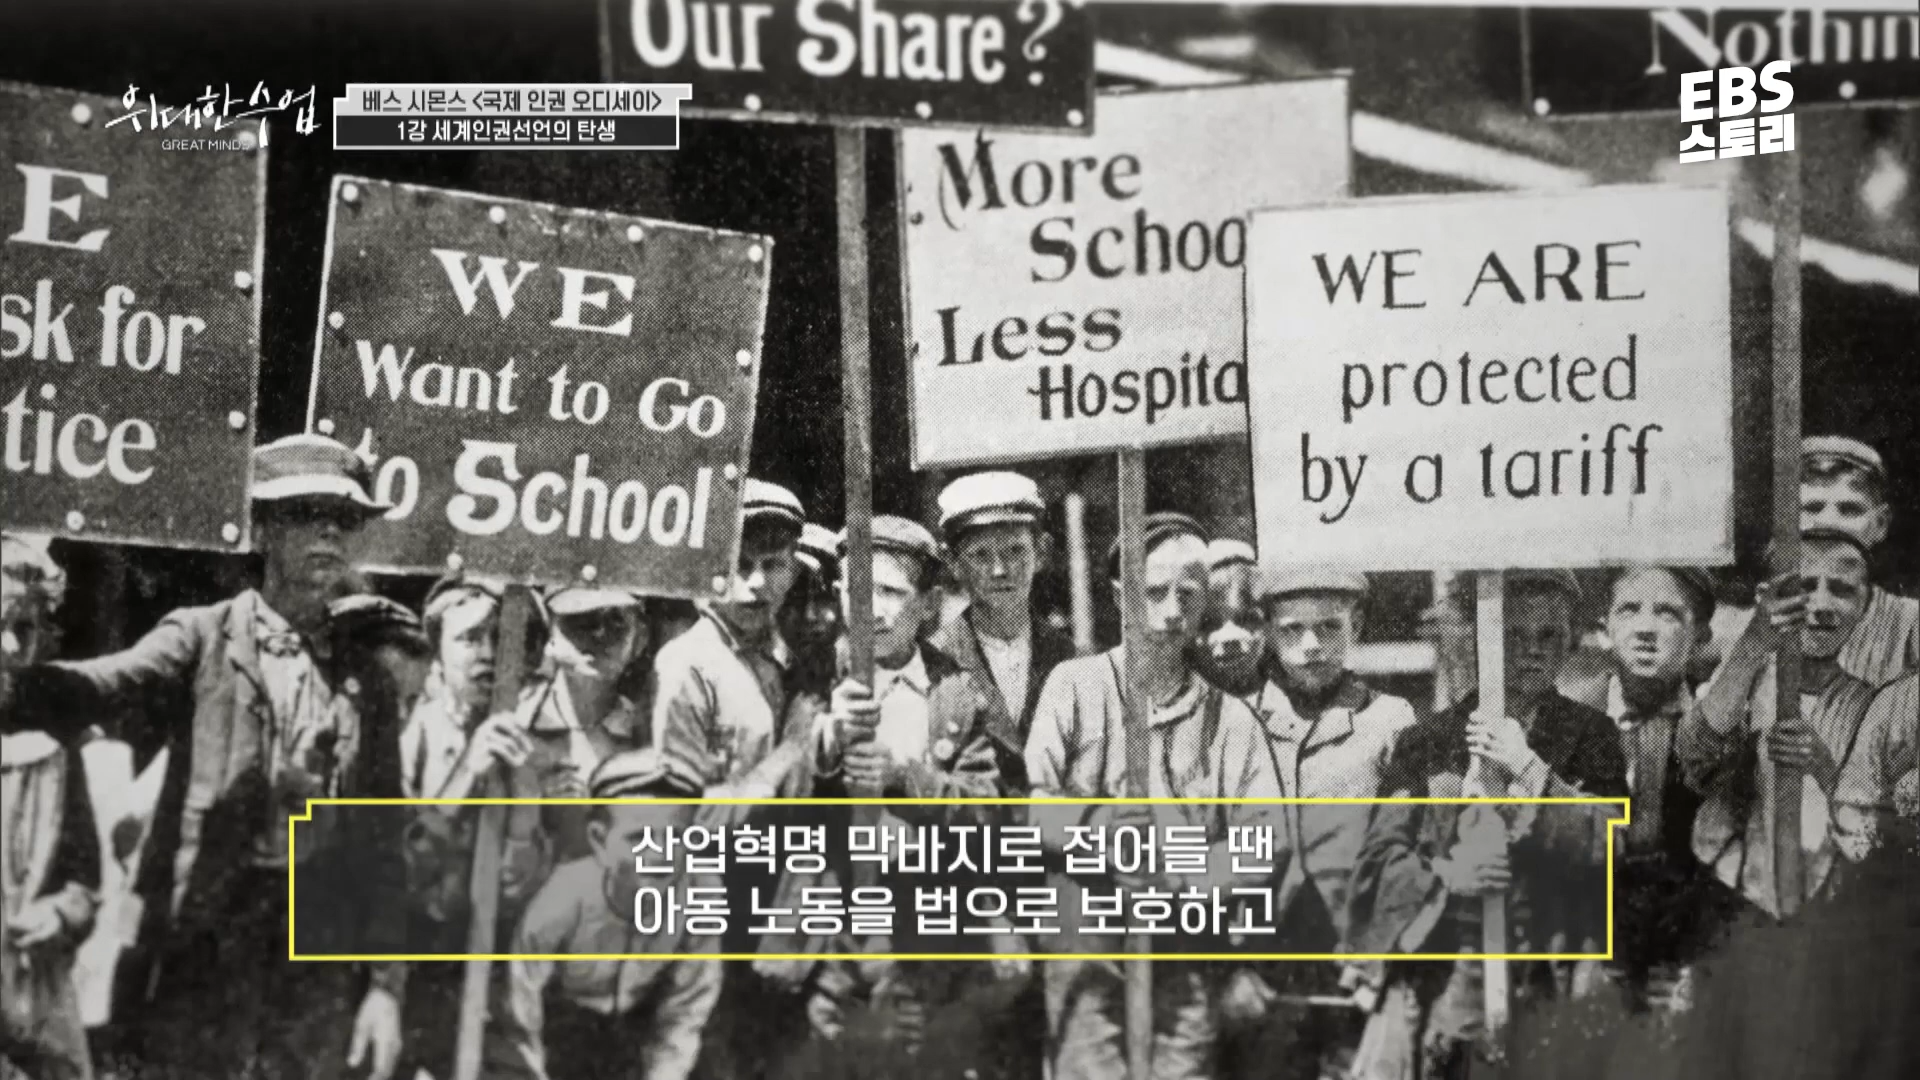 Our Share?
Nothin
위대한 수업
GREAT MINDS
베스 시몬스 <국제 인권 오디세이>
1강 세계인권선언의 탄생
EBS
스토리
E
sk for
tice
WE
Want to Go
to School
More
Schoo
Less
Hospita
WE ARE
protected
by a tariff
산업혁명 막바지로 접어들 땐
아동 노동을 법으로 보호하고